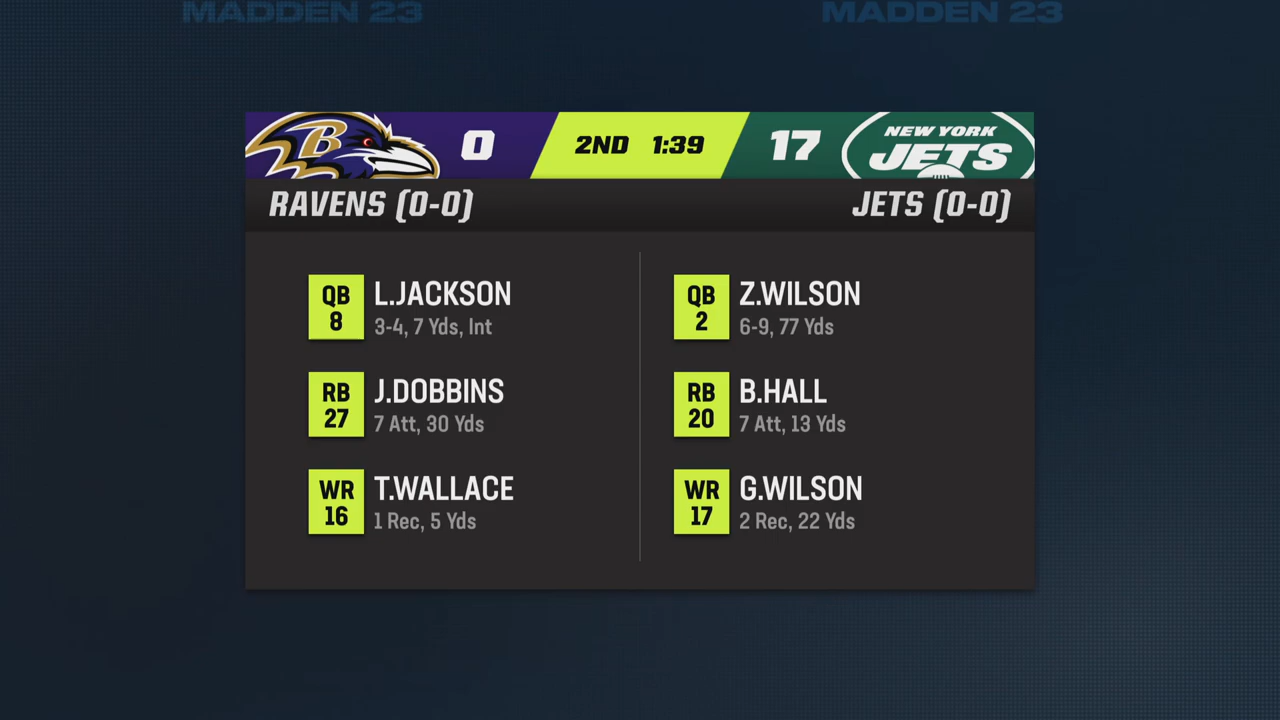 MADDEN 23 MADDEN 23
B 0 2ND 1:39 17 NEW YORK JETS
RAVENS (0-0) JETS (0-0)
QB 8 L.JACKSON
3-4, 7 Yds, Int
RB 27 J.DOBBINS
7 Att, 30 Yds
WR 16 T.WALLACE
1 Rec, 5 Yds
QB 2 Z.WILSON
6-9, 77 Yds
RB 20 B.HALL
7 Att, 13 Yds
WR 17 G.WILSON
2 Rec, 22 Yds